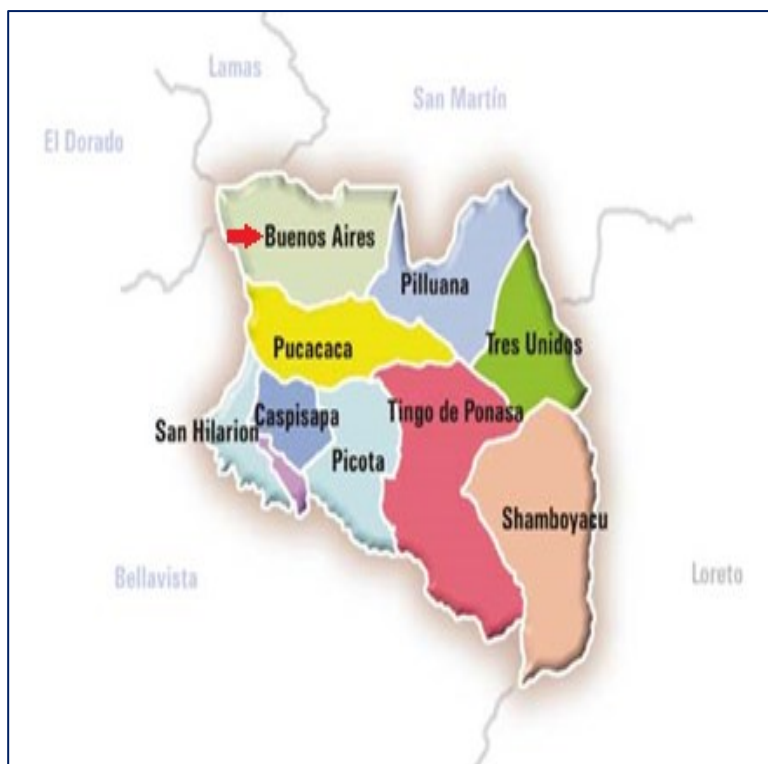 Lamas
San Martín
El Dorado
Buenos Aires
Pilluana
Tres Unidos
Pucacaca
Caspisapa
Tingo de Ponasa
San Hilarion
Picota
Shamboyacu
Bellavista
Loreto